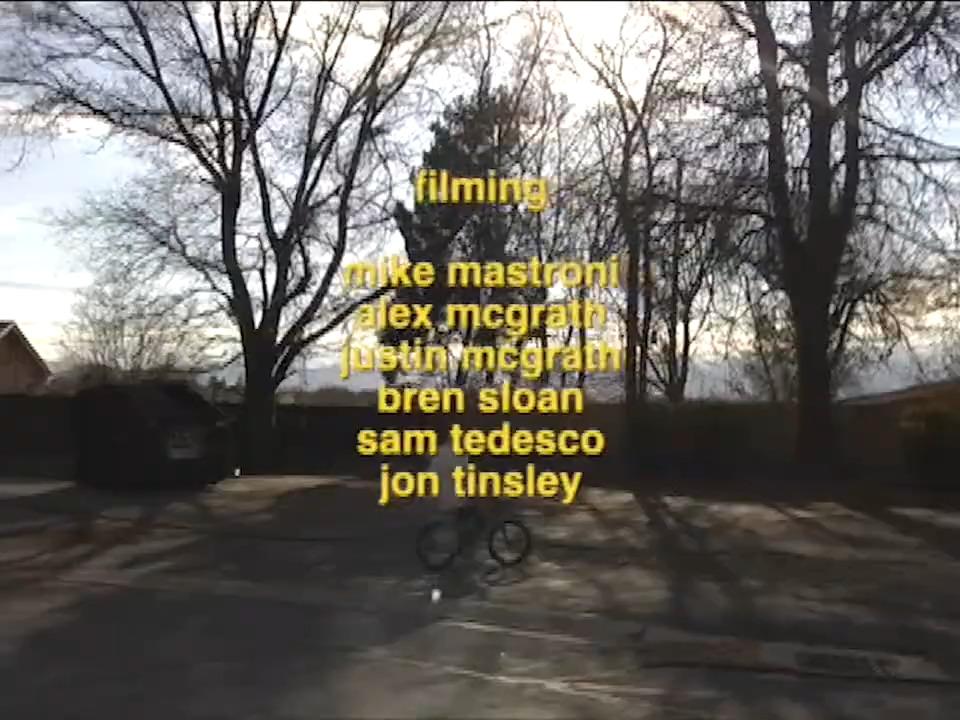 filming
mike mastroni
alex mcgrath
justin mcgrath
bren sloan
sam tedesco
jon tinsley